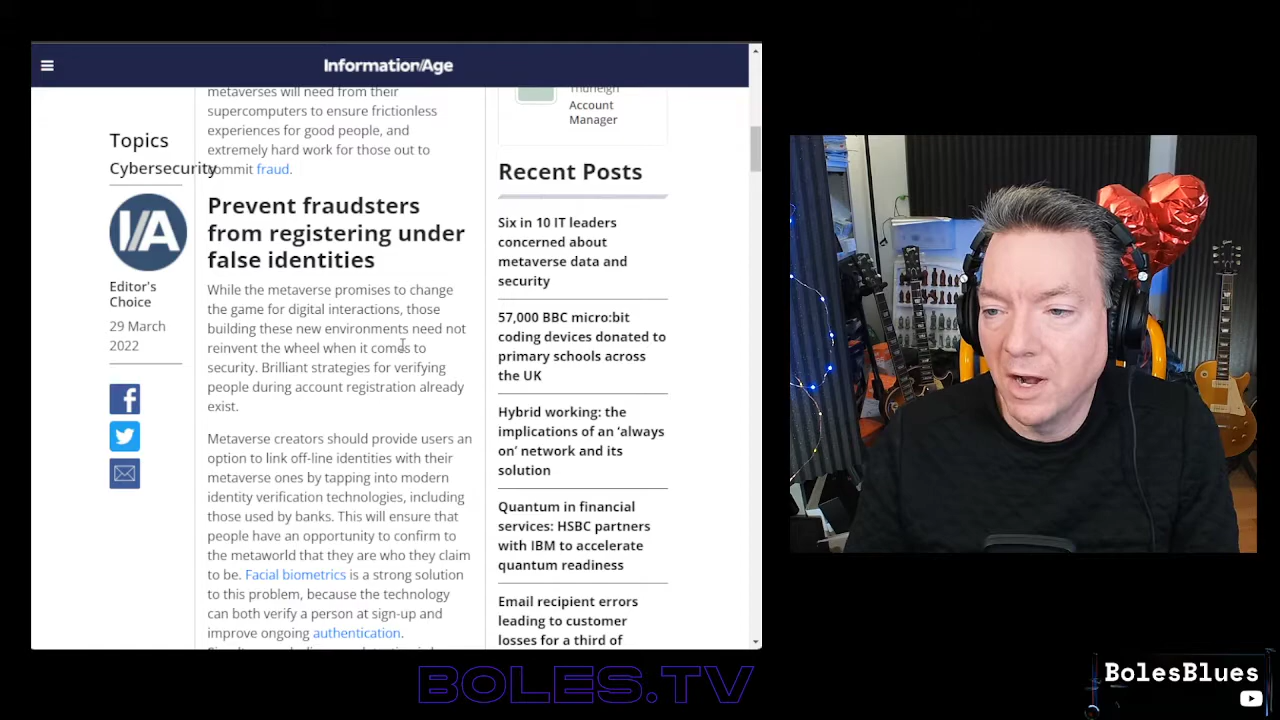 Information/Age
Topics
Cybersecurity
Editor's
Choice
29 March
2022
metaverses will need from their
supercomputers to ensure frictionless
experiences for good people, and
extremely hard work for those out to
commit fraud.
Prevent fraudsters
from registering under
false identities
While the metaverse promises to change
the game for digital interactions, those
building these new environments need not
reinvent the wheel when it comes to
security. Brilliant strategies for verifying
people during account registration already
exist.
Metaverse creators should provide users an
option to link off-line identities with their
metaverse ones by tapping into modern
identity verification technologies, including
those used by banks. This will ensure that
people have an opportunity to confirm to
the metaworld that they are who they claim
to be. Facial biometrics is a strong solution
to this problem, because the technology
can both verify a person at sign-up and
improve ongoing authentication.
Account
Manager
Recent Posts
Six in 10 IT leaders
concerned about
metaverse data and
security
57,000 BBC micro:bit
coding devices donated to
primary schools across
the UK
Hybrid working: the
implications of an ‘always
on’ network and its
solution
Quantum in financial
services: HSBC partners
with IBM to accelerate
quantum readiness
Email recipient errors
leading to customer
losses for a third of
I/A
BOLES.TV
BolesBlues